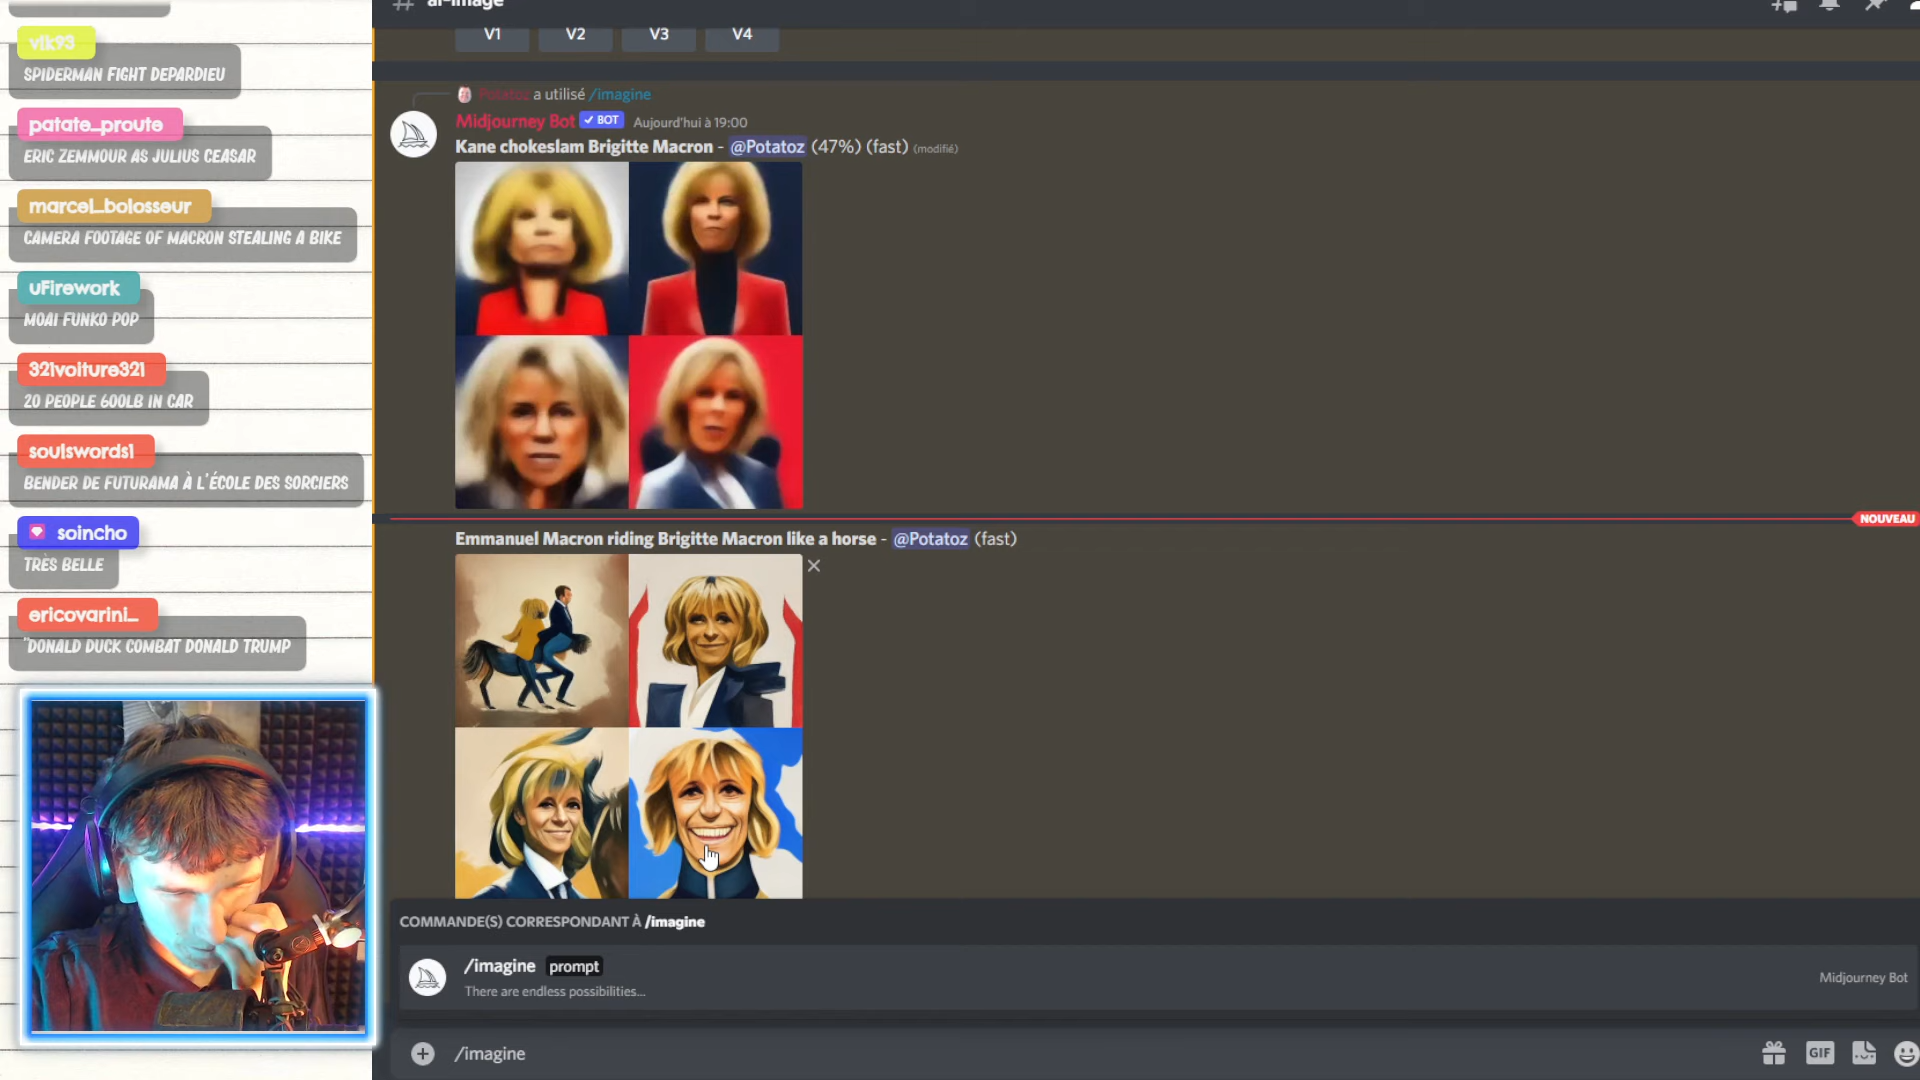 vik93
SPIDERMAN FIGHT DEPARDIEU
patate_proute
ERIC ZEMMOUR AS JULIUS CEASAR
marcel_bolosseur
CAMERA FOOTAGE OF MACRON STEALING A BIKE
uFirework
MOAI FUNKO POP
321voiture321
20 PEOPLE 600LB IN CAR
soulswords1
BENDER DE FUTURAMA À L'ÉCOLE DES SORCIERS
soincho
TRÈS BELLE
ericovarini_
"DONALD DUCK COMBAT DONALD TRUMP
# ai-image
V1 V2 V3 V4
Potatoz a utilisé /imagine
Midjourney Bot ✓ BOT Aujourd'hui à 19:00
Kane chokeslam Brigitte Macron - @Potatoz (47%) (fast) (modifié)
NOUVEAU
Emmanuel Macron riding Brigitte Macron like a horse - @Potatoz (fast)
COMMANDE(S) CORRESPONDANT À /imagine
/imagine prompt
There are endless possibilities...
Midjourney Bot
/imagine
GIF